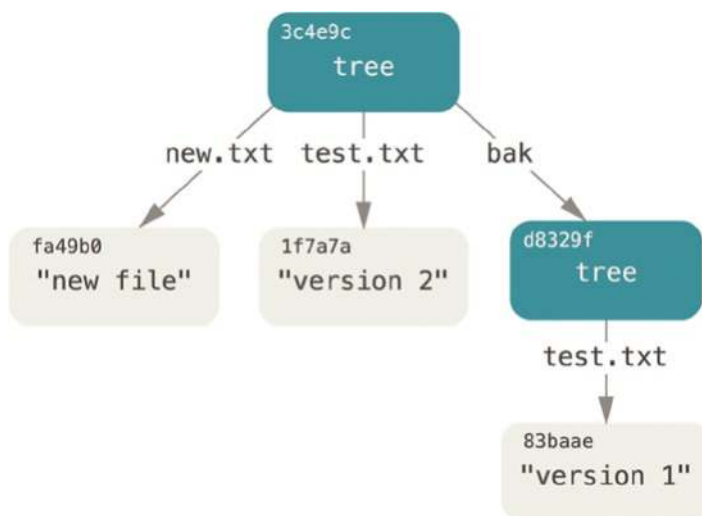 3c4e9c
tree
new.txt test.txt bak
fa49b0
"new file"
1f7a7a
"version 2"
d8329f
tree
test.txt
83baae
"version 1"